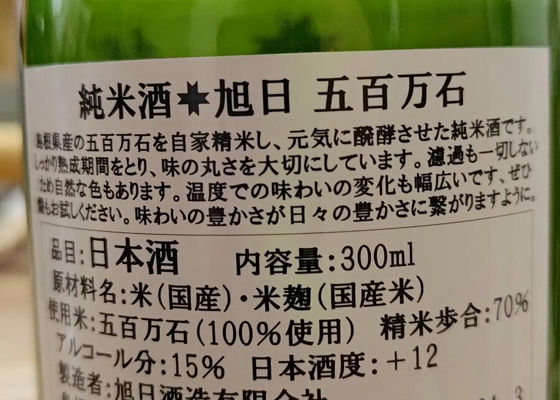 純米酒✷旭日 五百万石
島根県産の五百万石を自家精米し、元気に醗酵させた純米酒です。
しっかり熟成期間をとり、味の丸さを大切にしています。濾過も一切しない
ため自然な色もあります。温度での味わいの変化も幅広いです、ぜひ
燗もお試しください。味わいの豊かさが日々の豊かさに繋がりますように。
品目:日本酒 内容量:300ml
原材料名:米(国産)・米麹(国産米)
使用米:五百万石(100%使用) 精米歩合:70%
アルコール分:15% 日本酒度:+12
製造者:旭日酒造有限会社